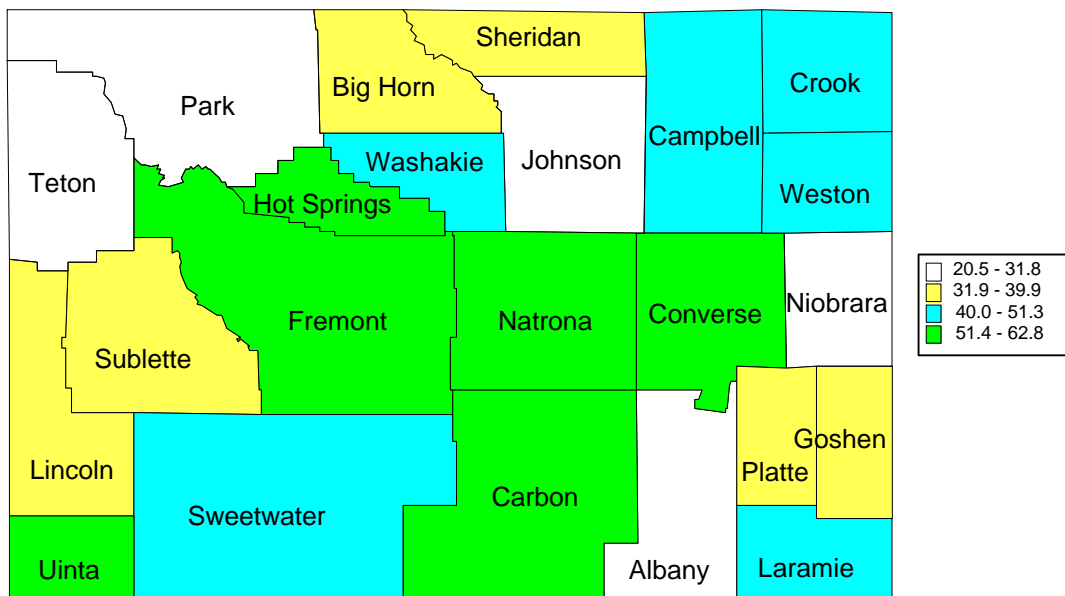 Sheridan
Big Horn
Crook
Park
Campbell
Washakie
Johnson
Teton
Weston
Hot Springs
20.5 - 31.8
31.9 - 39.9
40.0 - 51.3
51.4 - 62.8
Niobrara
Fremont
Natrona
Converse
Sublette
Goshen
Lincoln
Platte
Carbon
Sweetwater
Uinta
Albany
Laramie